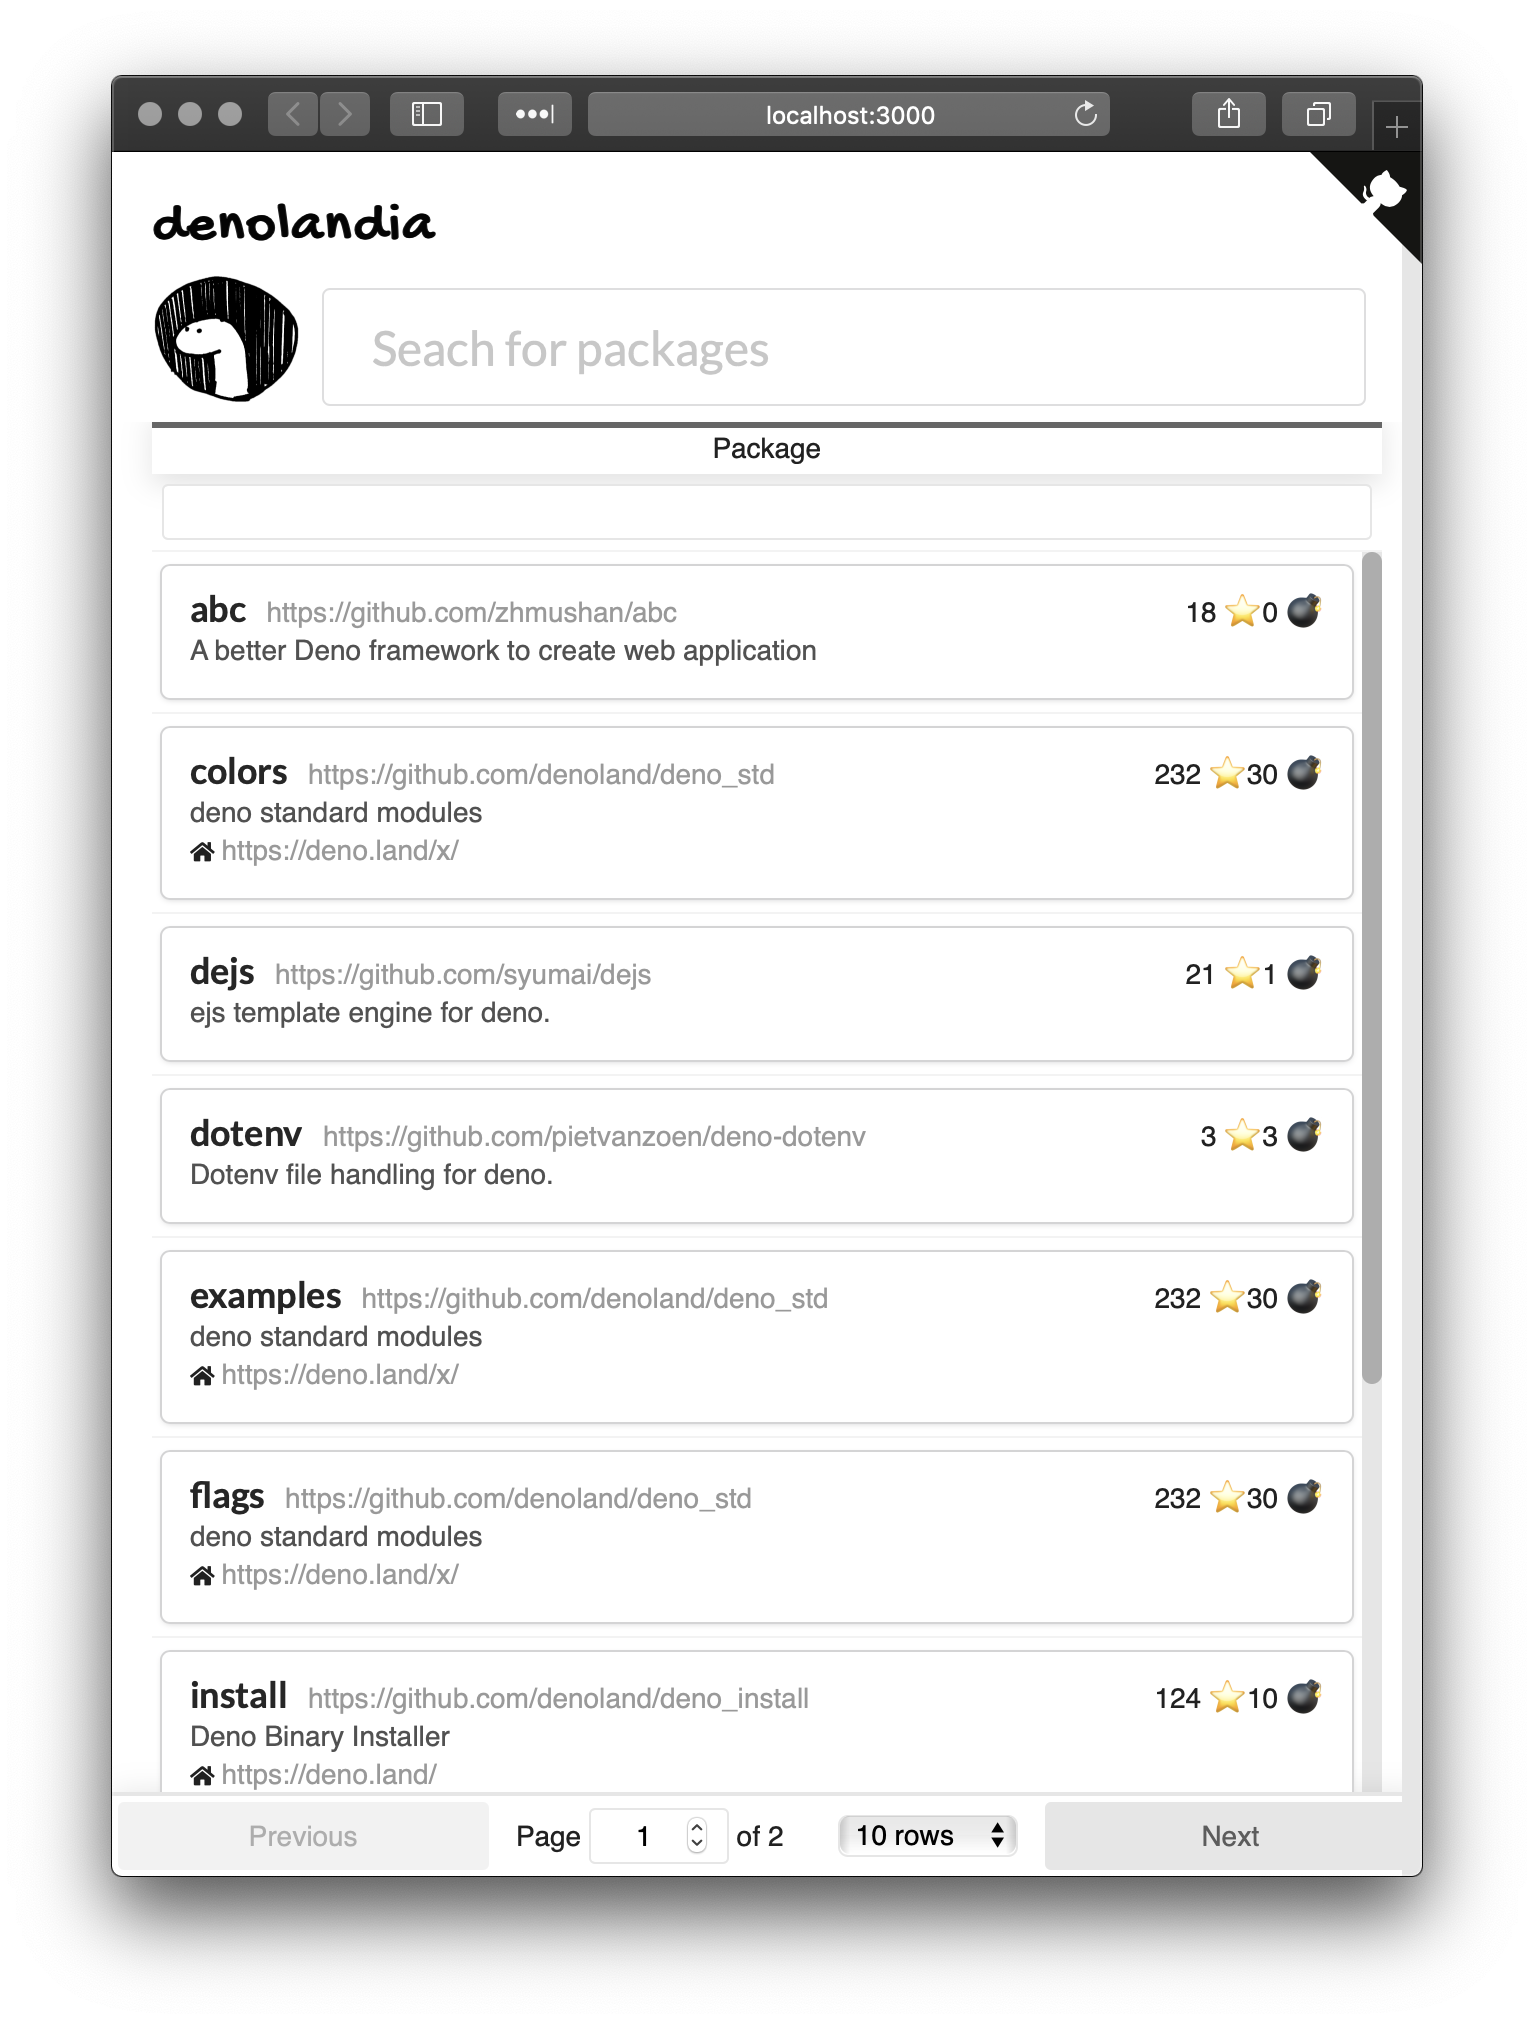 localhost:3000
denolandia
Seach for packages
Package
abc https://github.com/zhmushan/abc 18 ⭐0 💣
A better Deno framework to create web application
colors https://github.com/denoland/deno_std 232 ⭐30 💣
deno standard modules
https://deno.land/x/
dejs https://github.com/syumai/dejs 21 ⭐1 💣
ejs template engine for deno.
dotenv https://github.com/pietvanzoen/deno-dotenv 3 ⭐3 💣
Dotenv file handling for deno.
examples https://github.com/denoland/deno_std 232 ⭐30 💣
deno standard modules
https://deno.land/x/
flags https://github.com/denoland/deno_std 232 ⭐30 💣
deno standard modules
https://deno.land/x/
install https://github.com/denoland/deno_install 124 ⭐10 💣
Deno Binary Installer
https://deno.land/
Previous Page 1 of 2 10 rows Next